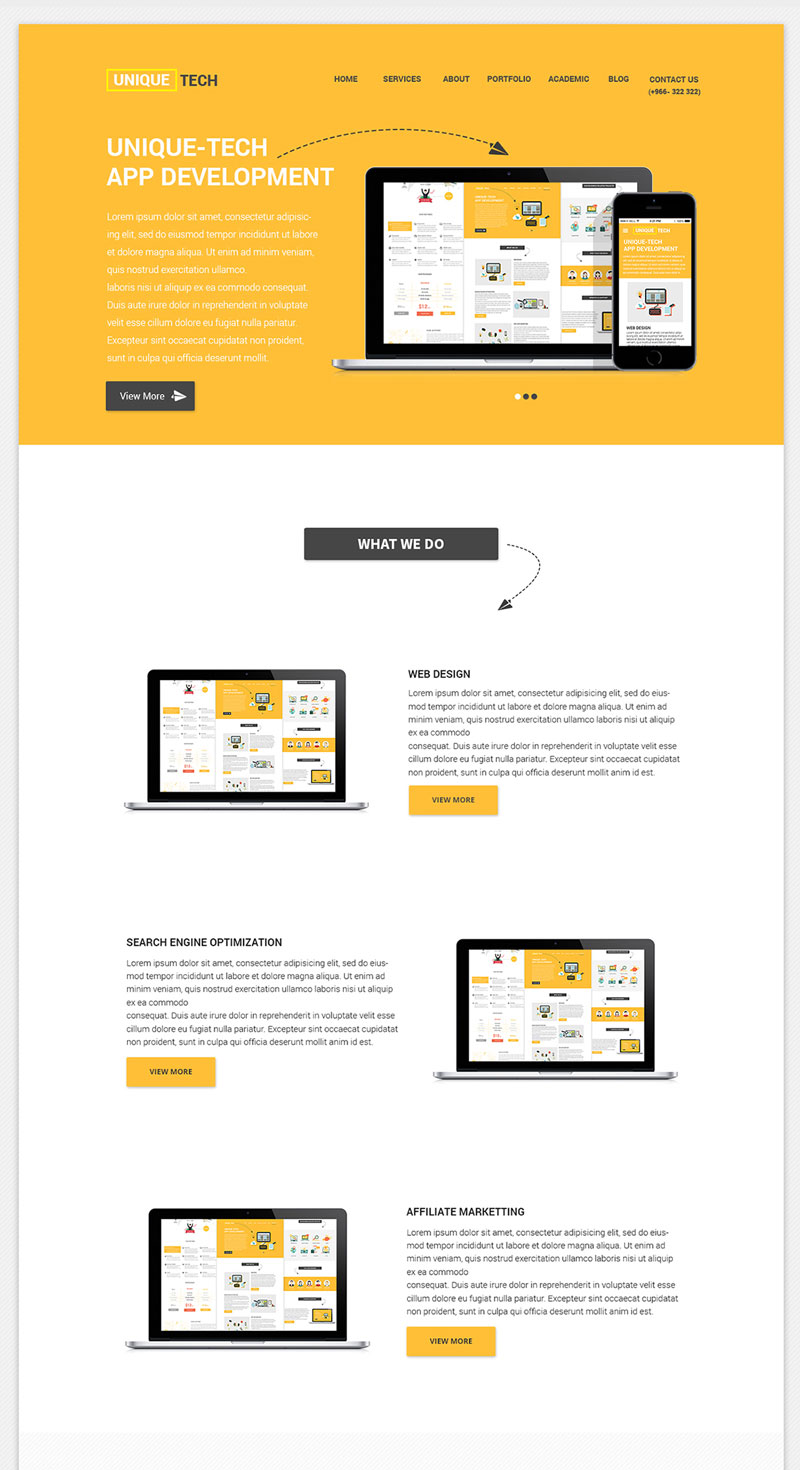 UNIQUE TECH
HOME SERVICES ABOUT PORTFOLIO ACADEMIC BLOG CONTACT US
(+966- 322 322)
UNIQUE-TECH
APP DEVELOPMENT
Lorem ipsum dolor sit amet, consectetur adipisic-
ing elit, sed do eiusmod tempor incididunt ut labore
et dolore magna aliqua. Ut enim ad minim veniam,
quis nostrud exercitation ullamco.
laboris nisi ut aliquip ex ea commodo consequat.
Duis aute irure dolor in reprehenderit in voluptate
velit esse cillum dolore eu fugiat nulla pariatur.
Excepteur sint occaecat cupidatat non proident,
sunt in culpa qui officia deserunt mollit.
View More
UNIQUE TECH
UNIQUE-TECH
APP DEVELOPMENT
WEB DESIGN
WHAT WE DO
WEB DESIGN
Lorem ipsum dolor sit amet, consectetur adipisicing elit, sed do eius-
mod tempor incididunt ut labore et dolore magna aliqua. Ut enim ad
minim veniam, quis nostrud exercitation ullamco laboris nisi ut aliquip
ex ea commodo
consequat. Duis aute irure dolor in reprehenderit in voluptate velit esse
cillum dolore eu fugiat nulla pariatur. Excepteur sint occaecat cupidatat
non proident, sunt in culpa qui officia deserunt mollit anim id est.
VIEW MORE
SEARCH ENGINE OPTIMIZATION
Lorem ipsum dolor sit amet, consectetur adipisicing elit, sed do eius-
mod tempor incididunt ut labore et dolore magna aliqua. Ut enim ad
minim veniam, quis nostrud exercitation ullamco laboris nisi ut aliquip
ex ea commodo
consequat. Duis aute irure dolor in reprehenderit in voluptate velit esse
cillum dolore eu fugiat nulla pariatur. Excepteur sint occaecat cupidatat
non proident, sunt in culpa qui officia deserunt mollit anim id est.
VIEW MORE
AFFILIATE MARKETTING
Lorem ipsum dolor sit amet, consectetur adipisicing elit, sed do eius-
mod tempor incididunt ut labore et dolore magna aliqua. Ut enim ad
minim veniam, quis nostrud exercitation ullamco laboris nisi ut aliquip
ex ea commodo
consequat. Duis aute irure dolor in reprehenderit in voluptate velit esse
cillum dolore eu fugiat nulla pariatur. Excepteur sint occaecat cupidatat
non proident, sunt in culpa qui officia deserunt mollit anim id est.
VIEW MORE